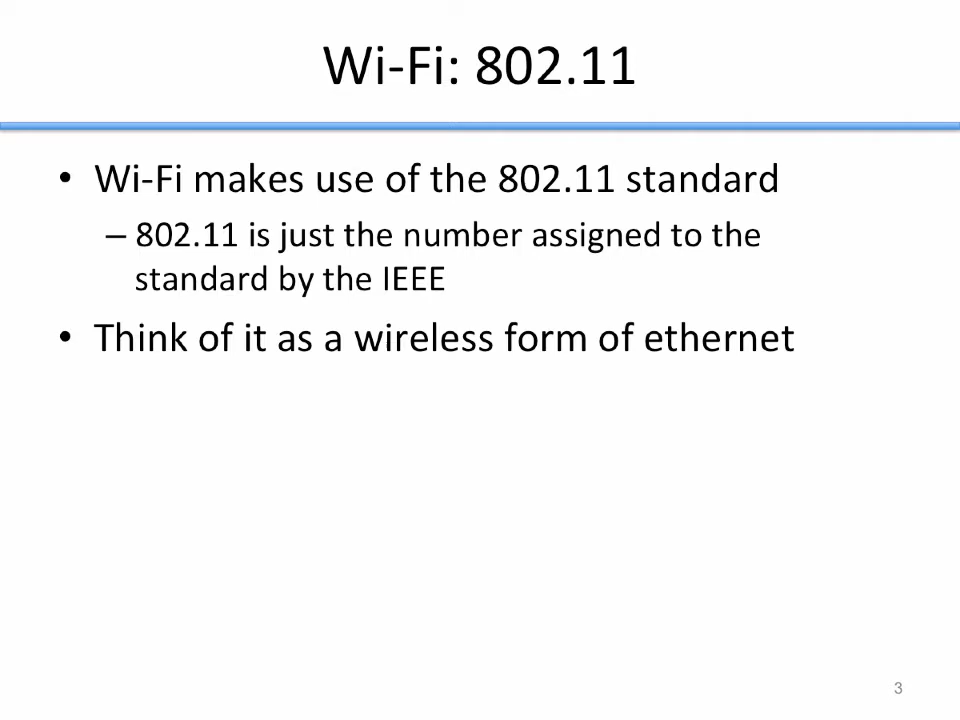 Wi-Fi: 802.11
• Wi-Fi makes use of the 802.11 standard
– 802.11 is just the number assigned to the
standard by the IEEE
• Think of it as a wireless form of ethernet
3